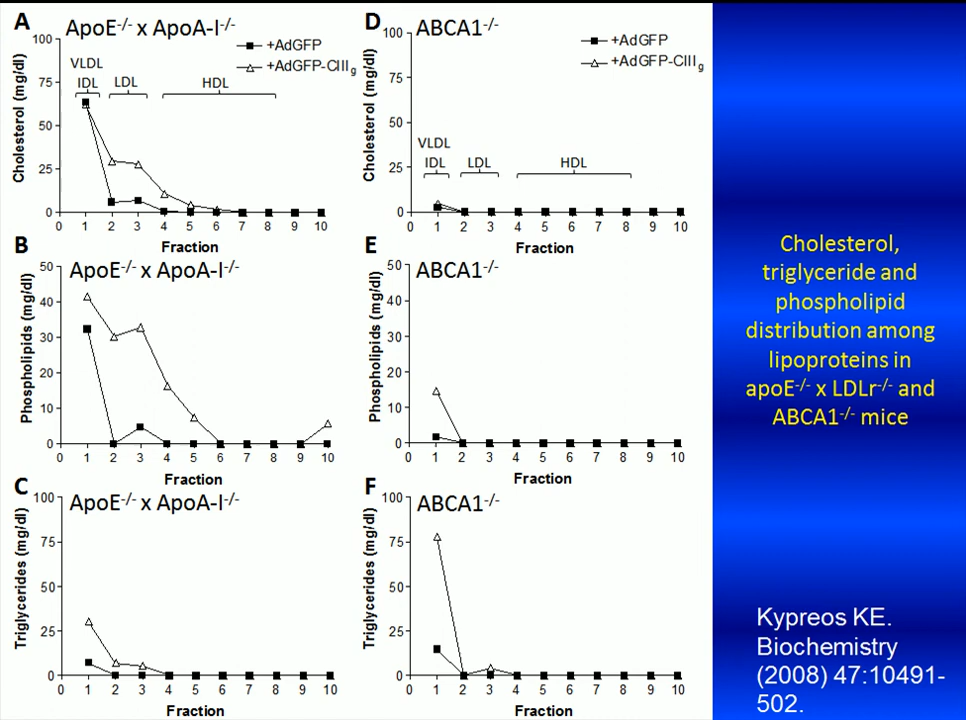 A ApoE-/- x ApoA-I-/-
+AdGFP
+AdGFP-CIIIg
VLDL
IDL LDL HDL
Cholesterol (mg/dl)
100
75
50
25
0
0 1 2 3 4 5 6 7 8 9 10
Fraction
D ABCA1-/-
+AdGFP
+AdGFP-CIIIg
VLDL
IDL LDL HDL
Cholesterol (mg/dl)
100
75
50
25
0
0 1 2 3 4 5 6 7 8 9 10
Fraction
B ApoE-/- x ApoA-I-/-
Phospholipids (mg/dl)
50
40
30
20
10
0
0 1 2 3 4 5 6 7 8 9 10
Fraction
E ABCA1-/-
Phospholipids (mg/dl)
50
40
30
20
10
0
0 1 2 3 4 5 6 7 8 9 10
Fraction
C ApoE-/- x ApoA-I-/-
Triglycerides (mg/dl)
100
75
50
25
0
0 1 2 3 4 5 6 7 8 9 10
Fraction
F ABCA1-/-
Triglycerides (mg/dl)
100
75
50
25
0
0 1 2 3 4 5 6 7 8 9 10
Fraction
Cholesterol,
triglyceride and
phospholipid
distribution among
lipoproteins in
apoE-/- x LDLr-/- and
ABCA1-/- mice
Kypreos KE.
Biochemistry
(2008) 47:10491-
502.